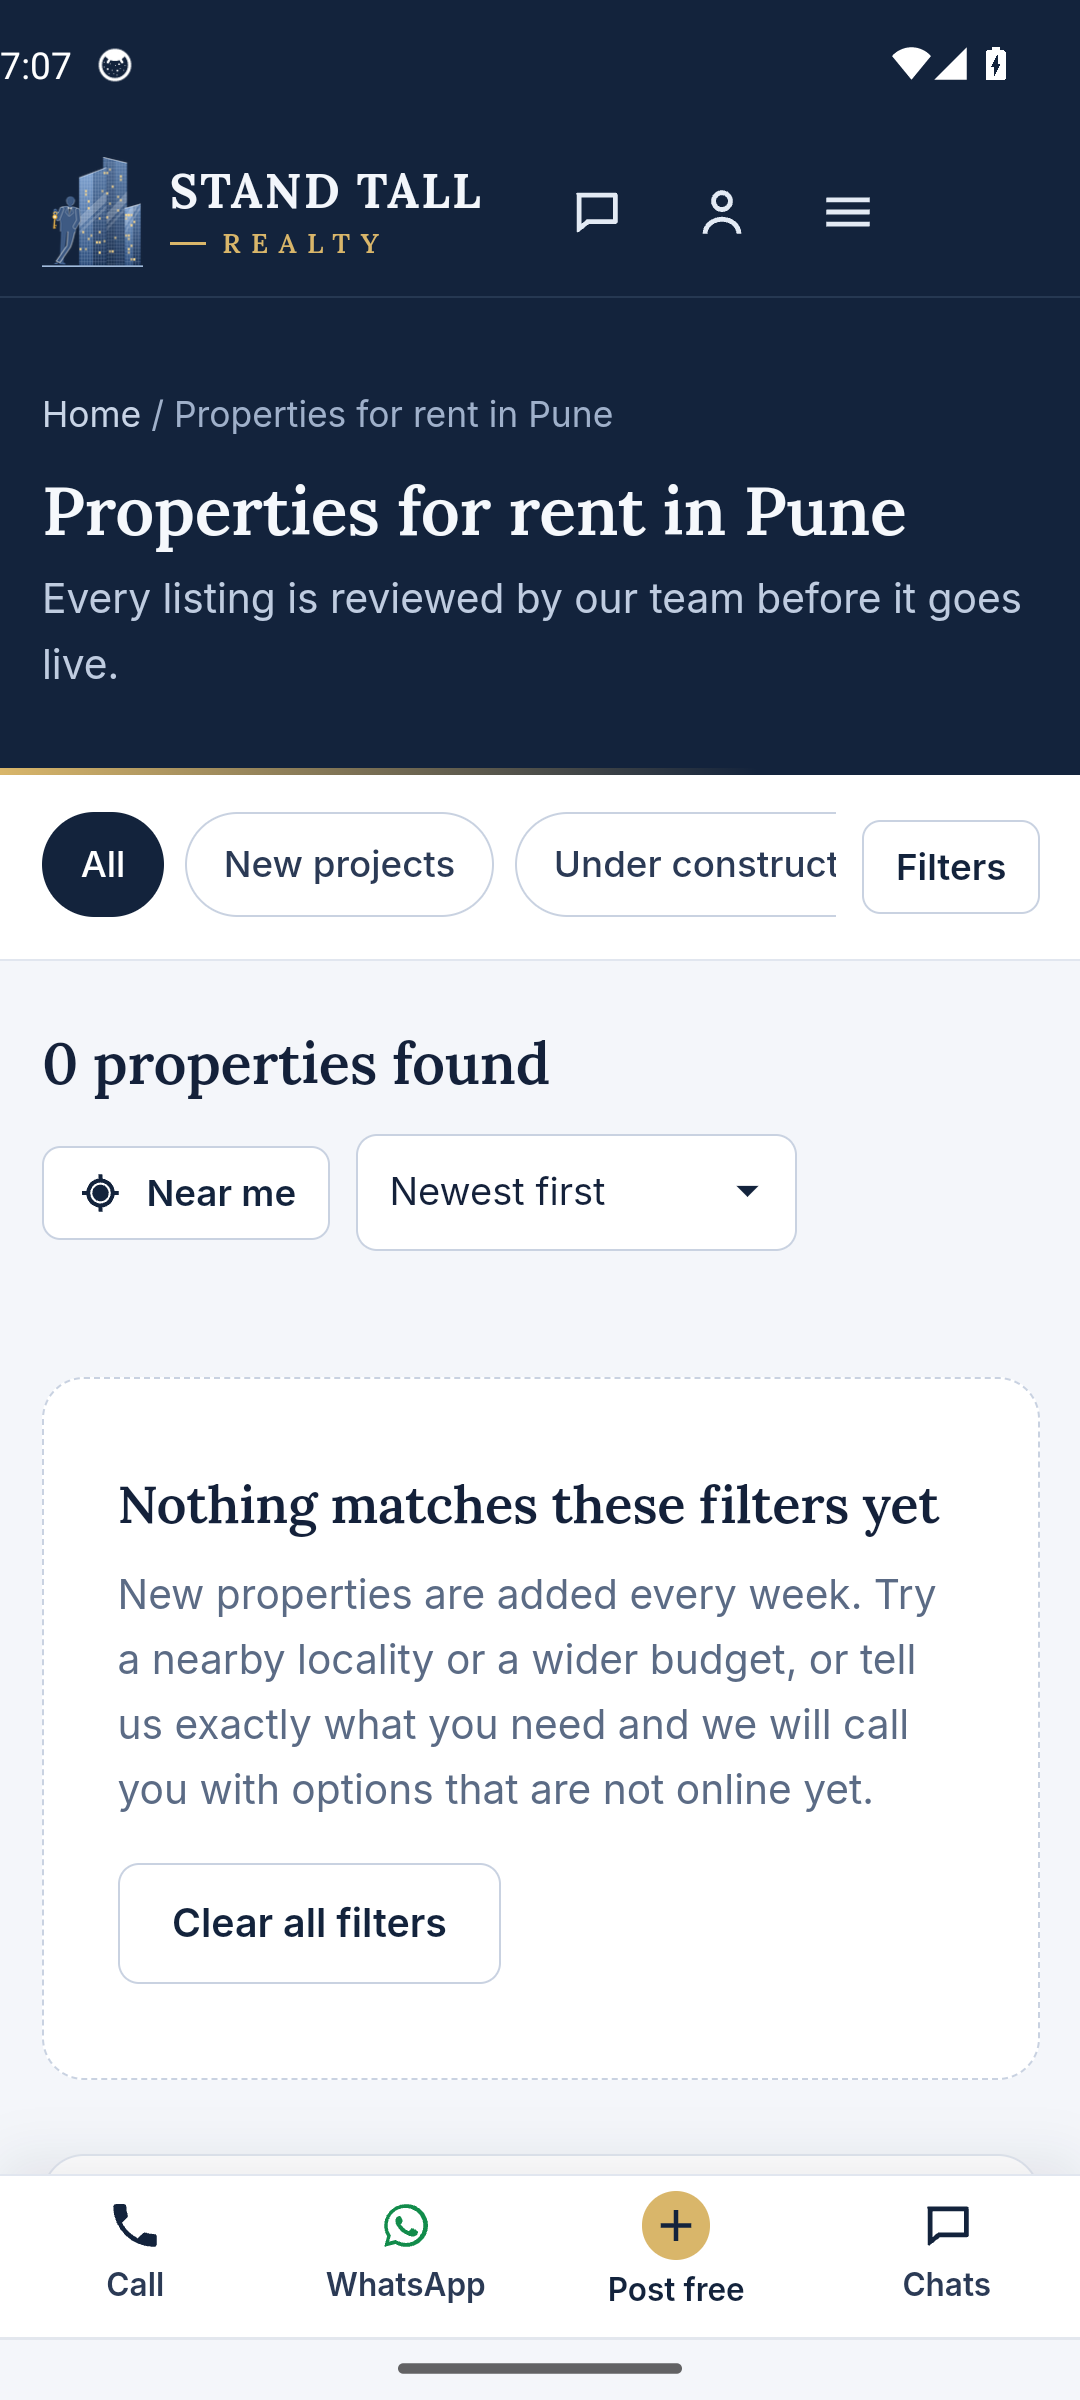 7:07
STAND TALL
REALTY
Home / Properties for rent in Pune
Properties for rent in Pune
Every listing is reviewed by our team before it goes
live.
All
New projects
Under construct
Filters
0 properties found
Near me
Newest first
Nothing matches these filters yet
New properties are added every week. Try
a nearby locality or a wider budget, or tell
us exactly what you need and we will call
you with options that are not online yet.
Clear all filters
Call
WhatsApp
Post free
Chats